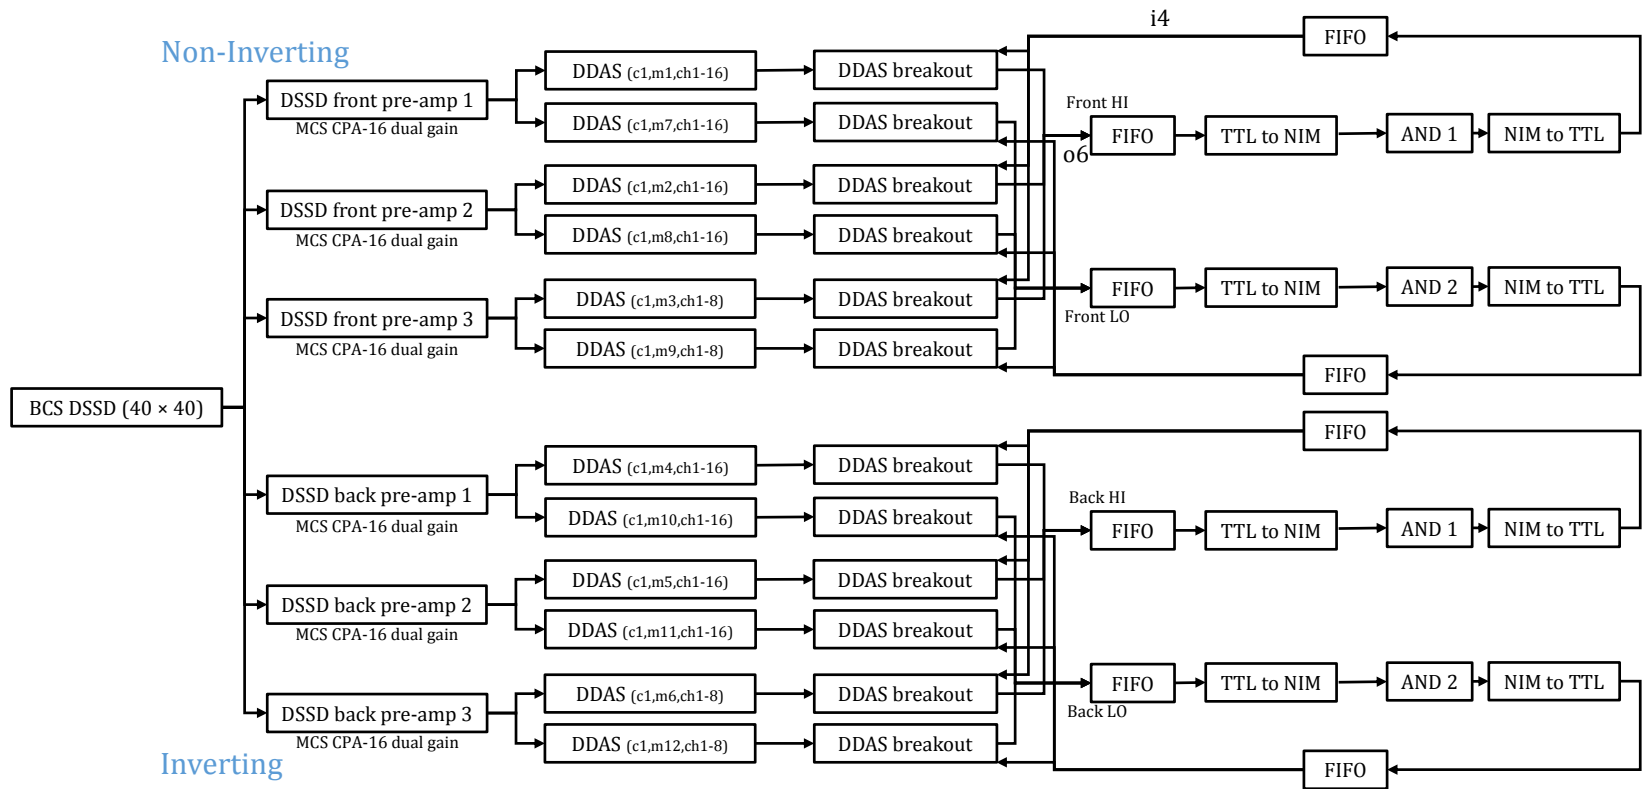 i4
FIFO
Non-Inverting
DDAS (c1,m1,ch1-16)
DDAS breakout
DSSD front pre-amp 1
MCS CPA-16 dual gain
Front HI
DDAS (c1,m7,ch1-16)
DDAS breakout
FIFO
TTL to NIM
AND 1
NIM to TTL
o6
DDAS (c1,m2,ch1-16)
DDAS breakout
DSSD front pre-amp 2
MCS CPA-16 dual gain
DDAS (c1,m8,ch1-16)
DDAS breakout
DDAS (c1,m3,ch1-8)
DDAS breakout
FIFO
TTL to NIM
AND 2
NIM to TTL
Front LO
DSSD front pre-amp 3
MCS CPA-16 dual gain
DDAS (c1,m9,ch1-8)
DDAS breakout
FIFO
BCS DSSD (40 × 40)
FIFO
DDAS (c1,m4,ch1-16)
DDAS breakout
DSSD back pre-amp 1
MCS CPA-16 dual gain
Back HI
DDAS (c1,m10,ch1-16)
DDAS breakout
FIFO
TTL to NIM
AND 1
NIM to TTL
DDAS (c1,m5,ch1-16)
DDAS breakout
DSSD back pre-amp 2
MCS CPA-16 dual gain
DDAS (c1,m11,ch1-16)
DDAS breakout
DDAS (c1,m6,ch1-8)
DDAS breakout
FIFO
TTL to NIM
AND 2
NIM to TTL
Back LO
DSSD back pre-amp 3
MCS CPA-16 dual gain
DDAS (c1,m12,ch1-8)
DDAS breakout
Inverting
FIFO